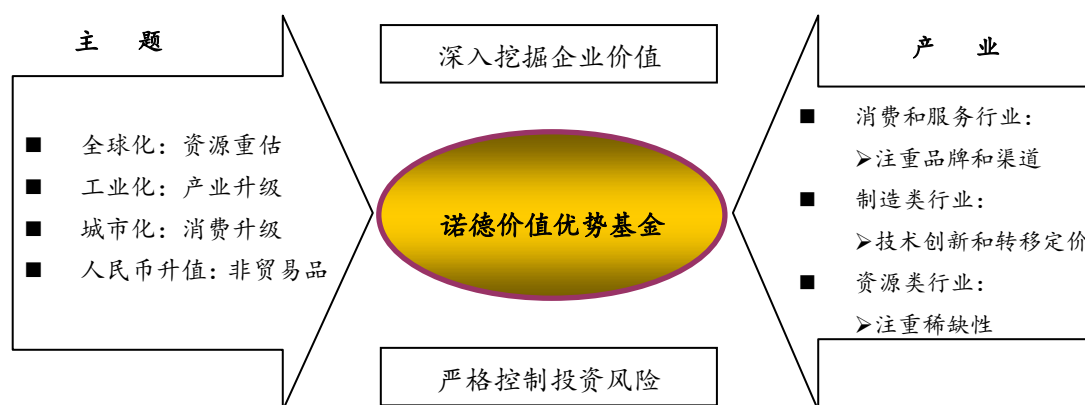 主 题
全球化：资源重估
工业化：产业升级
城市化：消费升级
人民币升值：非贸易品
深入挖掘企业价值
诺德价值优势基金
严格控制投资风险
产 业
消费和服务行业：
注重品牌和渠道
制造类行业：
技术创新和转移定价
资源类行业：
注重稀缺性